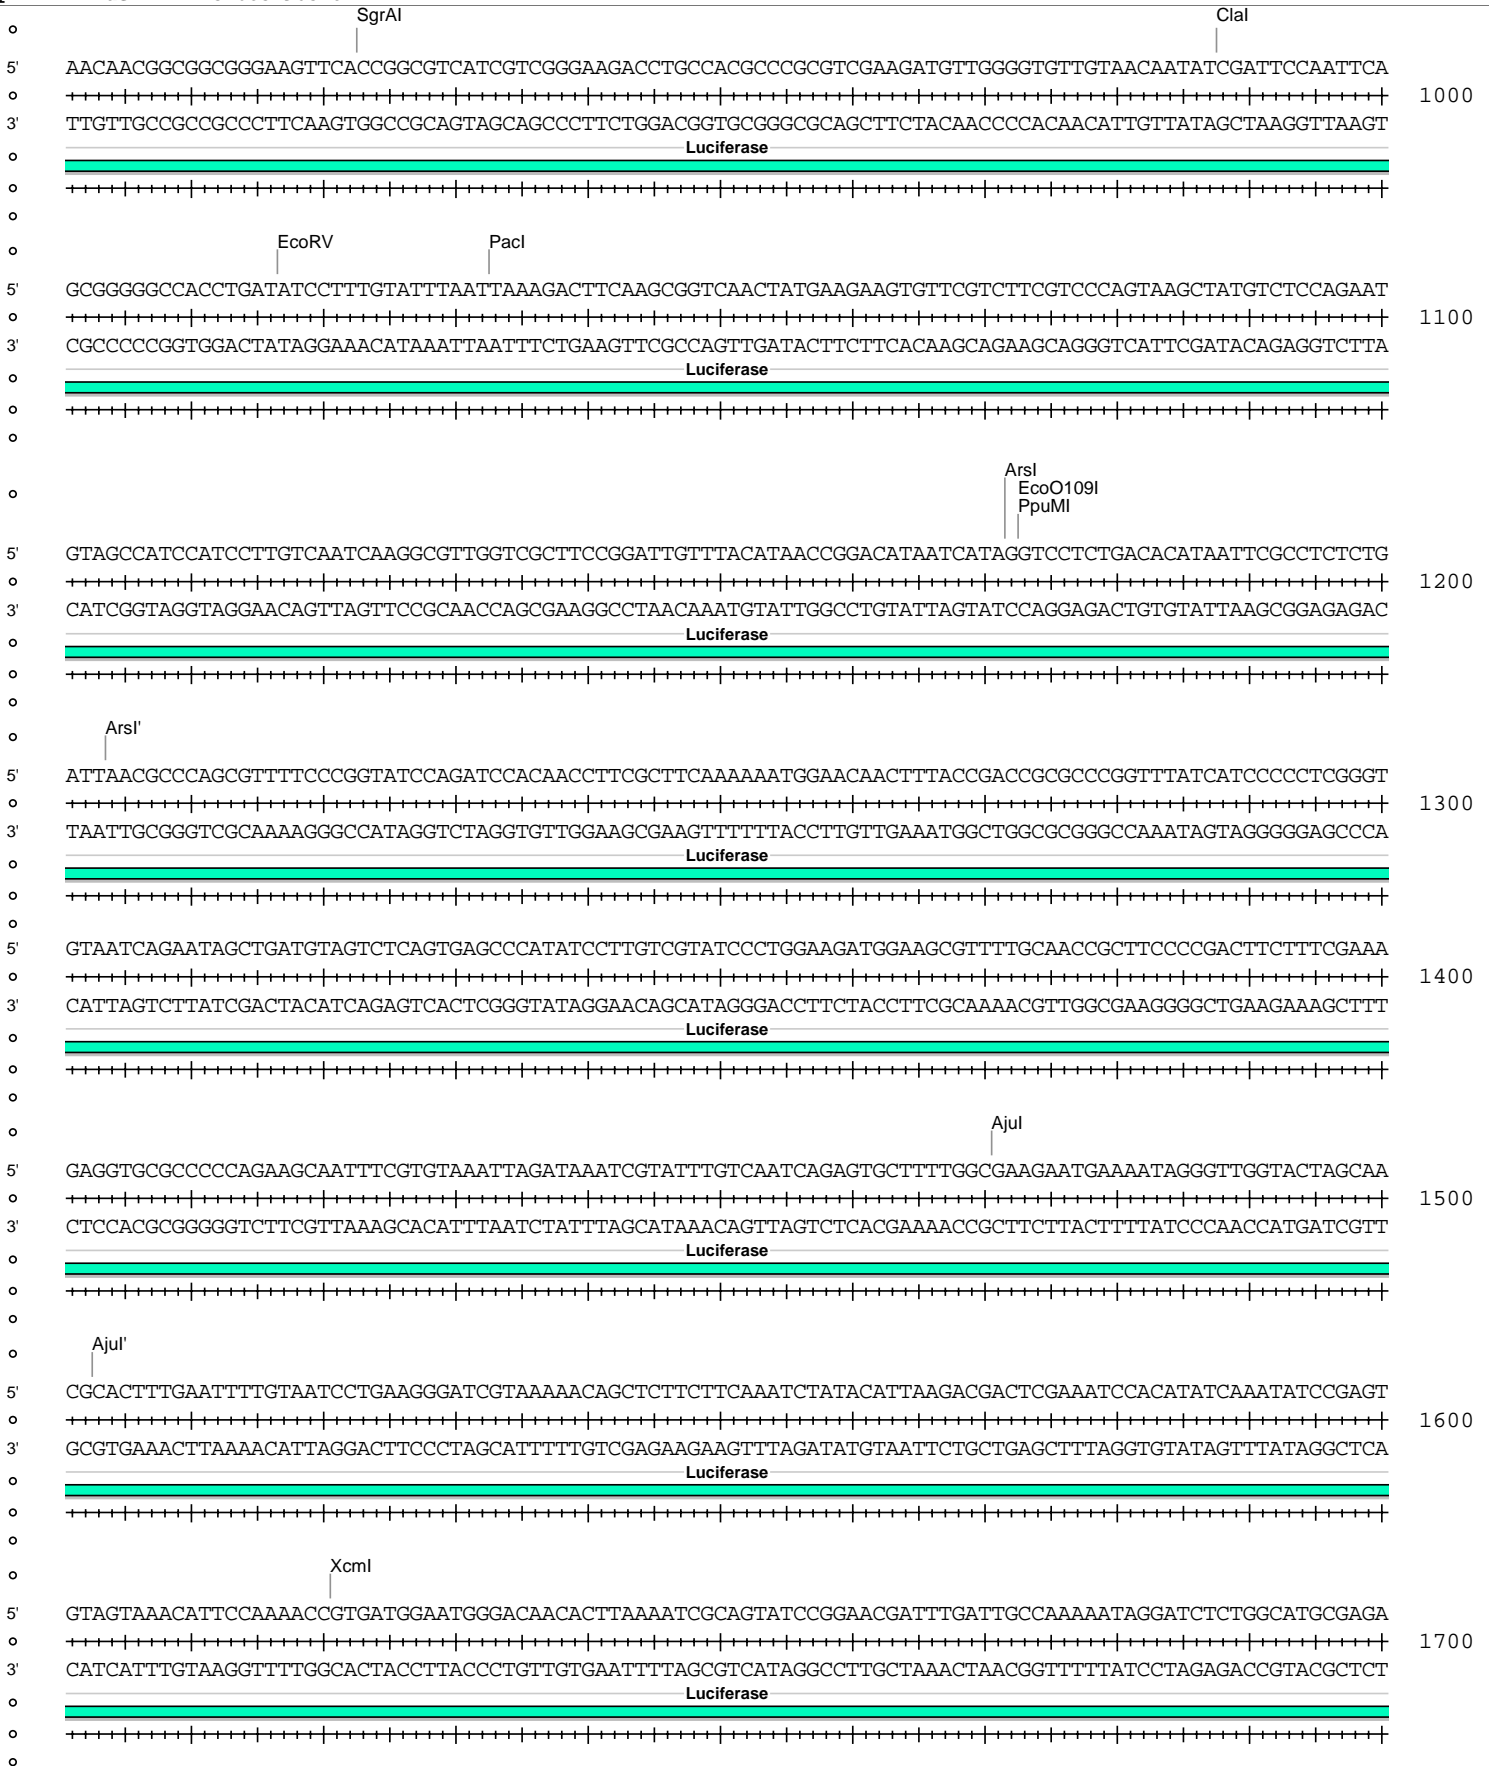 SgrAI ClaI
5' AACAACGGCGGCGGGAAGTTCACCGGCGTCATCGTCGGGAAGACCTGCCACGCCCGCGTCGAAGATGTTGGGGTGTTGTAACAATATCGATTCCAATTCA
1000
3' TTGTTGCCGCCGCCCTTCAAGTGGCCGCAGTAGCAGCCCTTCTGGACGGTGCGGGCGCAGCTTCTACAACCCCACAACATTGTTATAGCTAAGGTTAAGT
Luciferase
EcoRV PacI
5' GCGGGGGCCACCTGATATCCTTTGTATTTAATTAAAGACTTCAAGCGGTCAACTATGAAGAAGTGTTCGTCTTCGTCCCAGTAAGCTATGTCTCCAGAAT
1100
3' CGCCCCCGGTGGACTATAGGAAACATAAATTAATTTCTGAAGTTCGCCAGTTGATACTTCTTCACAAGCAGAAGCAGGGTCATTCGATACAGAGGTCTTA
Luciferase
ArsI
EcoO109I
PpuMI
5' GTAGCCATCCATCCTTGTCAATCAAGGCGTTGGTCGCTTCCGGATTGTTTACATAACCGGACATAATCATAGGTCCTCTGACACATAATTCGCCTCTCTG
1200
3' CATCGGTAGGTAGGAACAGTTAGTTCCGCAACCAGCGAAGGCCTAACAAATGTATTGGCCTGTATTAGTATCCAGGAGACTGTGTATTAAGCGGAGAGAC
Luciferase
ArsI'
5' ATTAACGCCCAGCGTTTTCCCGGTATCCAGATCCACAACCTTCGCTTCAAAAAATGGAACAACTTTACCGACCGCGCCCGGTTTATCATCCCCCTCGGGT
1300
3' TAATTGCGGGTCGCAAAAGGGCCATAGGTCTAGGTGTTGGAAGCGAAGTTTTTTACCTTGTTGAAATGGCTGGCGCGGGCCAAATAGTAGGGGGAGCCCA
Luciferase
5' GTAATCAGAATAGCTGATGTAGTCTCAGTGAGCCCATATCCTTGTCGTATCCCTGGAAGATGGAAGCGTTTTGCAACCGCTTCCCCGACTTCTTTCGAAA
1400
3' CATTAGTCTTATCGACTACATCAGAGTCACTCGGGTATAGGAACAGCATAGGGACCTTCTACCTTCGCAAAACGTTGGCGAAGGGGCTGAAGAAAGCTTT
Luciferase
AjuI
5' GAGGTGCGCCCCCAGAAGCAATTTCGTGTAAATTAGATAAATCGTATTTGTCAATCAGAGTGCTTTTGGCGAAGAATGAAAATAGGGTTGGTACTAGCAA
1500
3' CTCCACGCGGGGGTCTTCGTTAAAGCACATTTAATCTATTTAGCATAAACAGTTAGTCTCACGAAAACCGCTTCTTACTTTTATCCCAACCATGATCGTT
Luciferase
AjuI'
5' CGCACTTTGAATTTTGTAATCCTGAAGGGATCGTAAAAACAGCTCTTCTTCAAATCTATACATTAAGACGACTCGAAATCCACATATCAAATATCCGAGT
1600
3' GCGTGAAACTTAAAACATTAGGACTTCCCTAGCATTTTTGTCGAGAAGAAGTTTAGATATGTAATTCTGCTGAGCTTTAGGTGTATAGTTTATAGGCTCA
Luciferase
XcmI
5' GTAGTAAACATTCCAAAACCGTGATGGAATGGGACAACACTTAAAATCGCAGTATCCGGAACGATTTGATTGCCAAAAATAGGATCTCTGGCATGCGAGA
1700
3' CATCATTTGTAAGGTTTTGGCACTACCTTACCCTGTTGTGAATTTTAGCGTCATAGGCCTTGCTAAACTAACGGTTTTTATCCTAGAGACCGTACGCTCT
Luciferase